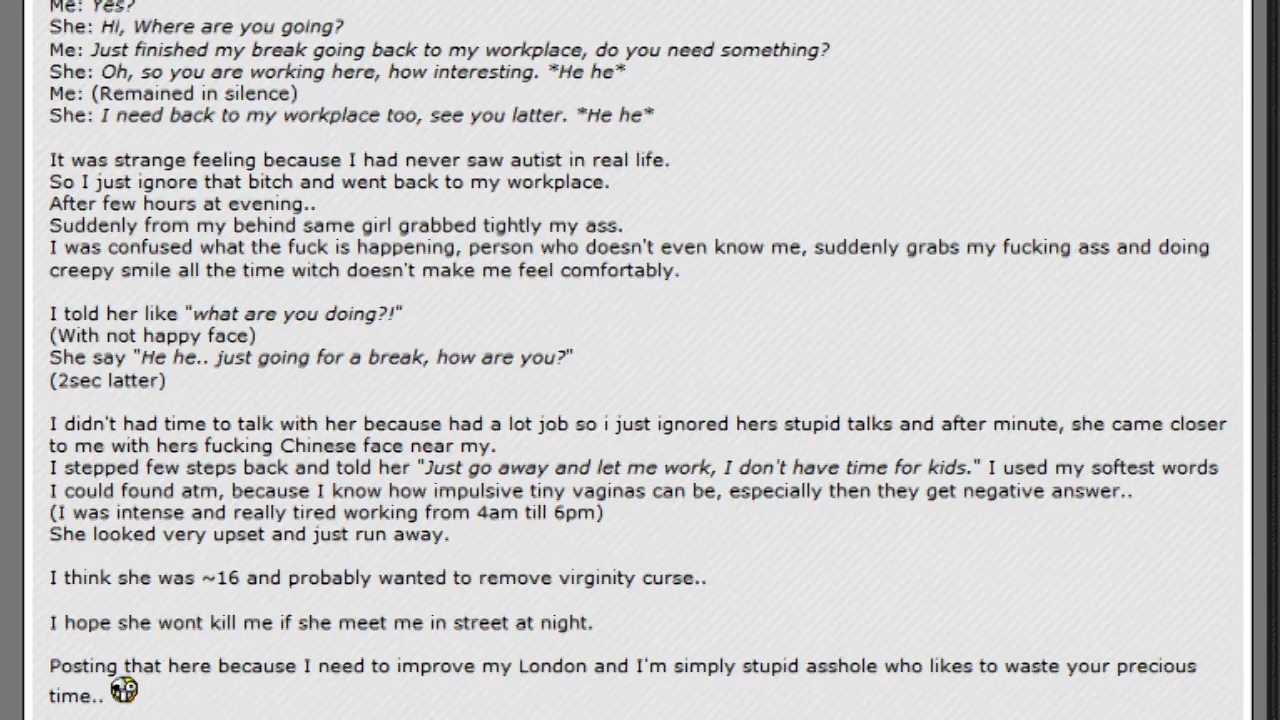 Me: Yes?
She: Hi, Where are you going?
Me: Just finished my break going back to my workplace, do you need something?
She: Oh, so you are working here, how interesting. *He he*
Me: (Remained in silence)
She: I need back to my workplace too, see you latter. *He he*
It was strange feeling because I had never saw autist in real life.
So I just ignore that bitch and went back to my workplace.
After few hours at evening..
Suddenly from my behind same girl grabbed tightly my ass.
I was confused what the fuck is happening, person who doesn't even know me, suddenly grabs my fucking ass and doing
creepy smile all the time witch doesn't make me feel comfortably.
I told her like "what are you doing?!"
(With not happy face)
She say "He he.. just going for a break, how are you?"
(2sec latter)
I didn't had time to talk with her because had a lot job so i just ignored hers stupid talks and after minute, she came closer
to me with hers fucking Chinese face near my.
I stepped few steps back and told her "Just go away and let me work, I don't have time for kids." I used my softest words
I could found atm, because I know how impulsive tiny vaginas can be, especially then they get negative answer..
(I was intense and really tired working from 4am till 6pm)
She looked very upset and just run away.
I think she was ~16 and probably wanted to remove virginity curse..
I hope she wont kill me if she meet me in street at night.
Posting that here because I need to improve my London and I'm simply stupid asshole who likes to waste your precious
time..